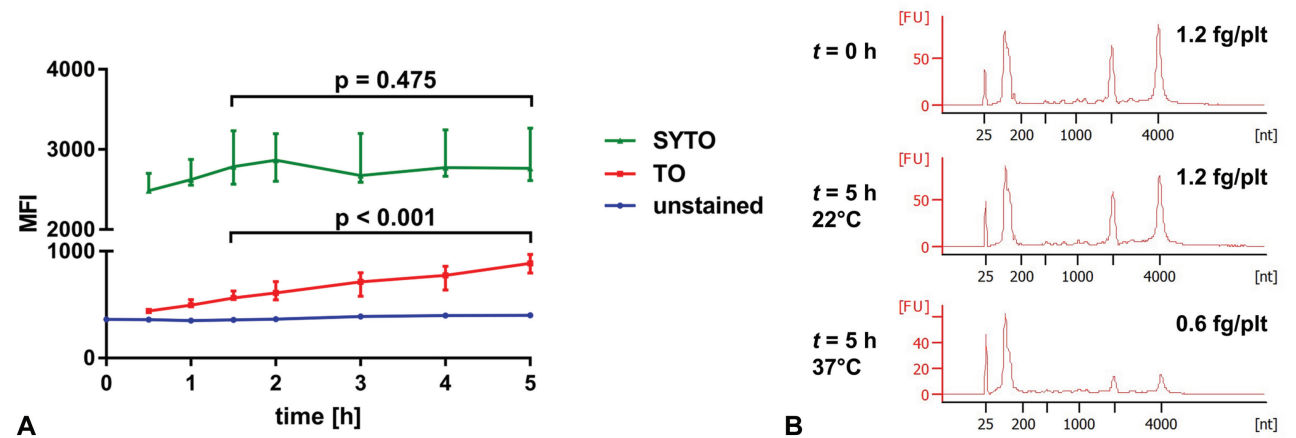 4000
3000
2000
1000
0
MFI
p = 0.475
p < 0.001
0 1 2 3 4 5
time [h]
SYTO
TO
unstained
A
t = 0 h
[FU]
50
0
1.2 fg/plt
25 200 1000 4000 [nt]
t = 5 h
22°C
[FU]
50
0
1.2 fg/plt
25 200 1000 4000 [nt]
t = 5 h
37°C
[FU]
40
20
0
0.6 fg/plt
25 200 1000 4000 [nt]
B